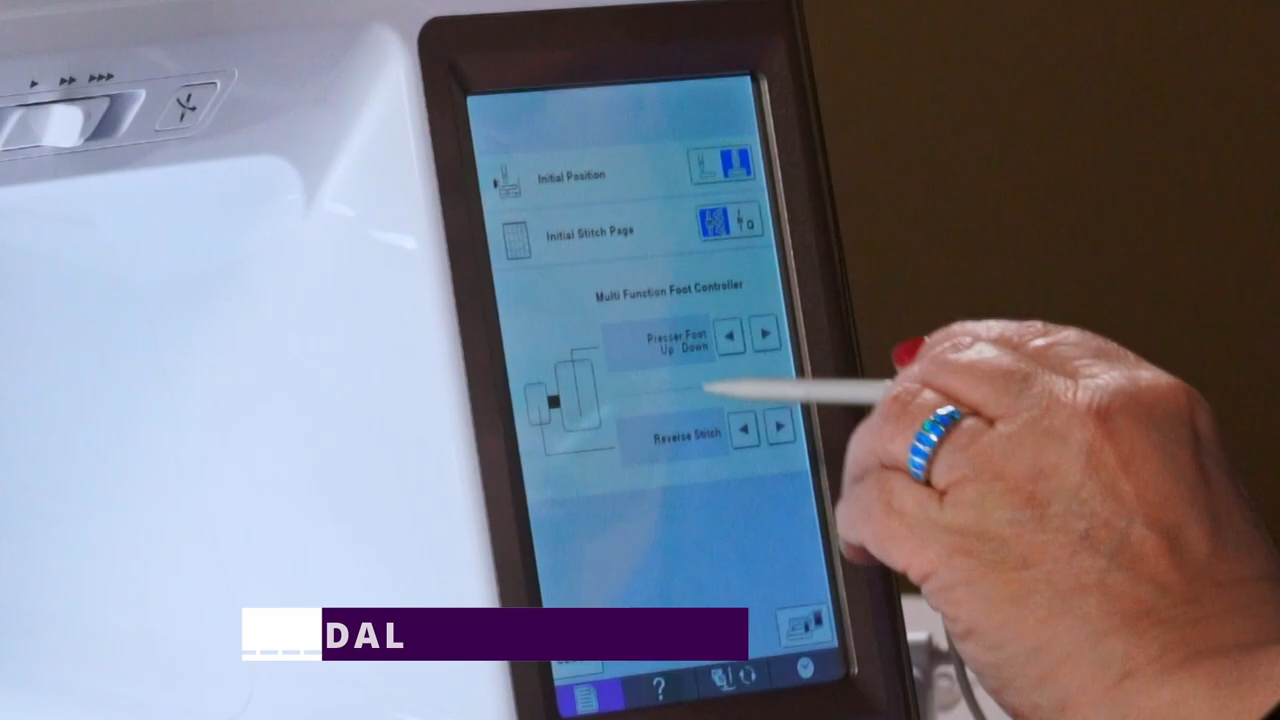 Initial Position
Initial Stitch Page
Q
Multi Function Foot Controller
Presser Foot
Up Down
Reverse Stitch
DAL
?